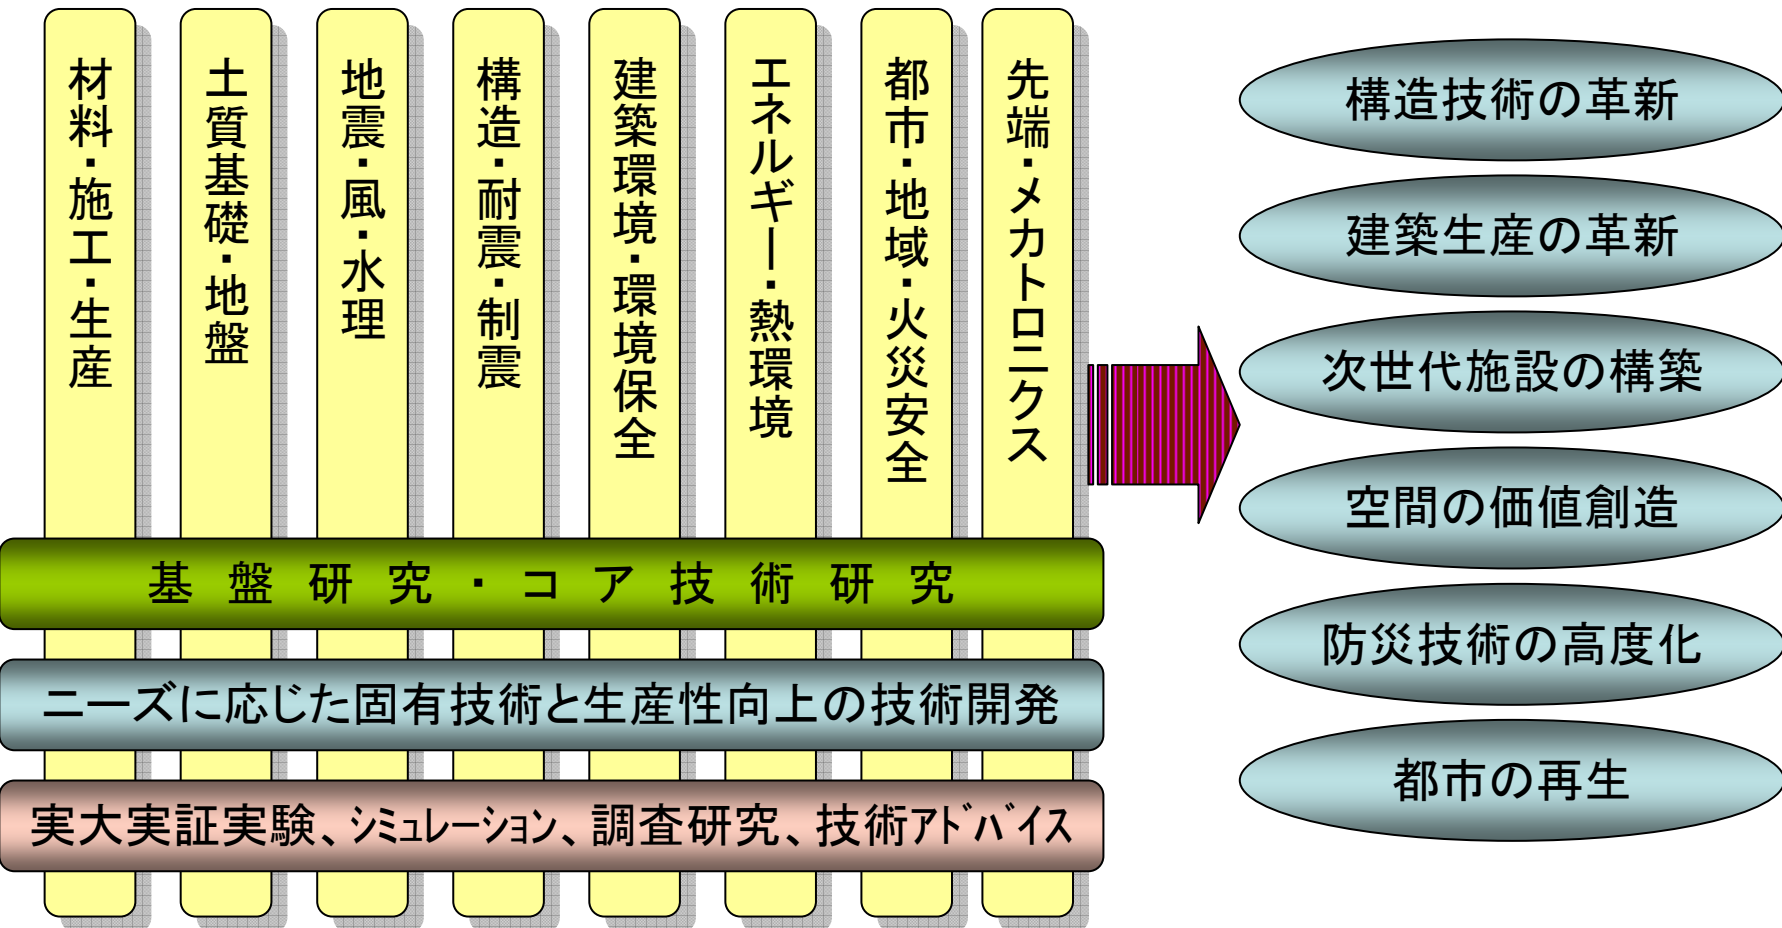 材料・施工・生産
土質基礎・地盤
地震・風・水理
構造・耐震・制震
建築環境・環境保全
エネルギー・熱環境
都市・地域・火災安全
先端・メカトロニクス
基盤研究・コア技術研究
ニーズに応じた固有技術と生産性向上の技術開発
実大実証実験、シミュレーション、調査研究、技術アドバイス
構造技術の革新
建築生産の革新
次世代施設の構築
空間の価値創造
防災技術の高度化
都市の再生